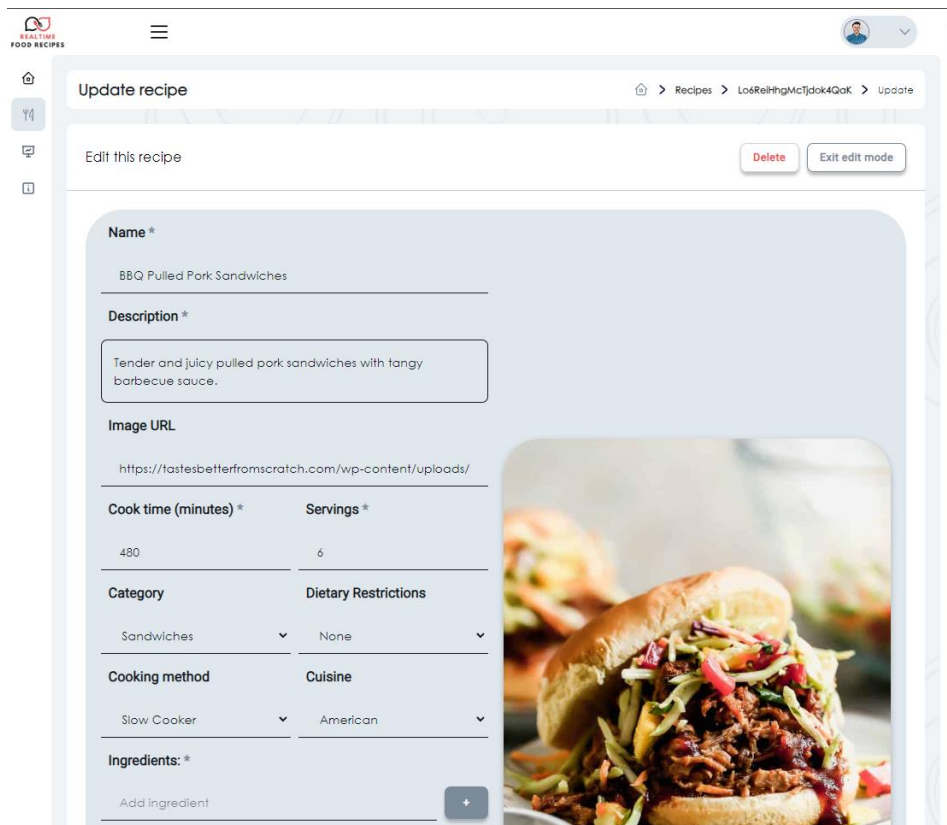 REALTIME
FOOD RECIPES
Update recipe
Recipes > Lo6ReiHhgMcTjdok4QaK > Update
Edit this recipe
Delete
Exit edit mode
Name *
BBQ Pulled Pork Sandwiches
Description *
Tender and juicy pulled pork sandwiches with tangy
barbecue sauce.
Image URL
https://tastesbetterfromscratch.com/wp-content/uploads/
Cook time (minutes) * Servings *
480 6
Category Dietary Restrictions
Sandwiches None
Cooking method Cuisine
Slow Cooker American
Ingredients: *
Add ingredient +